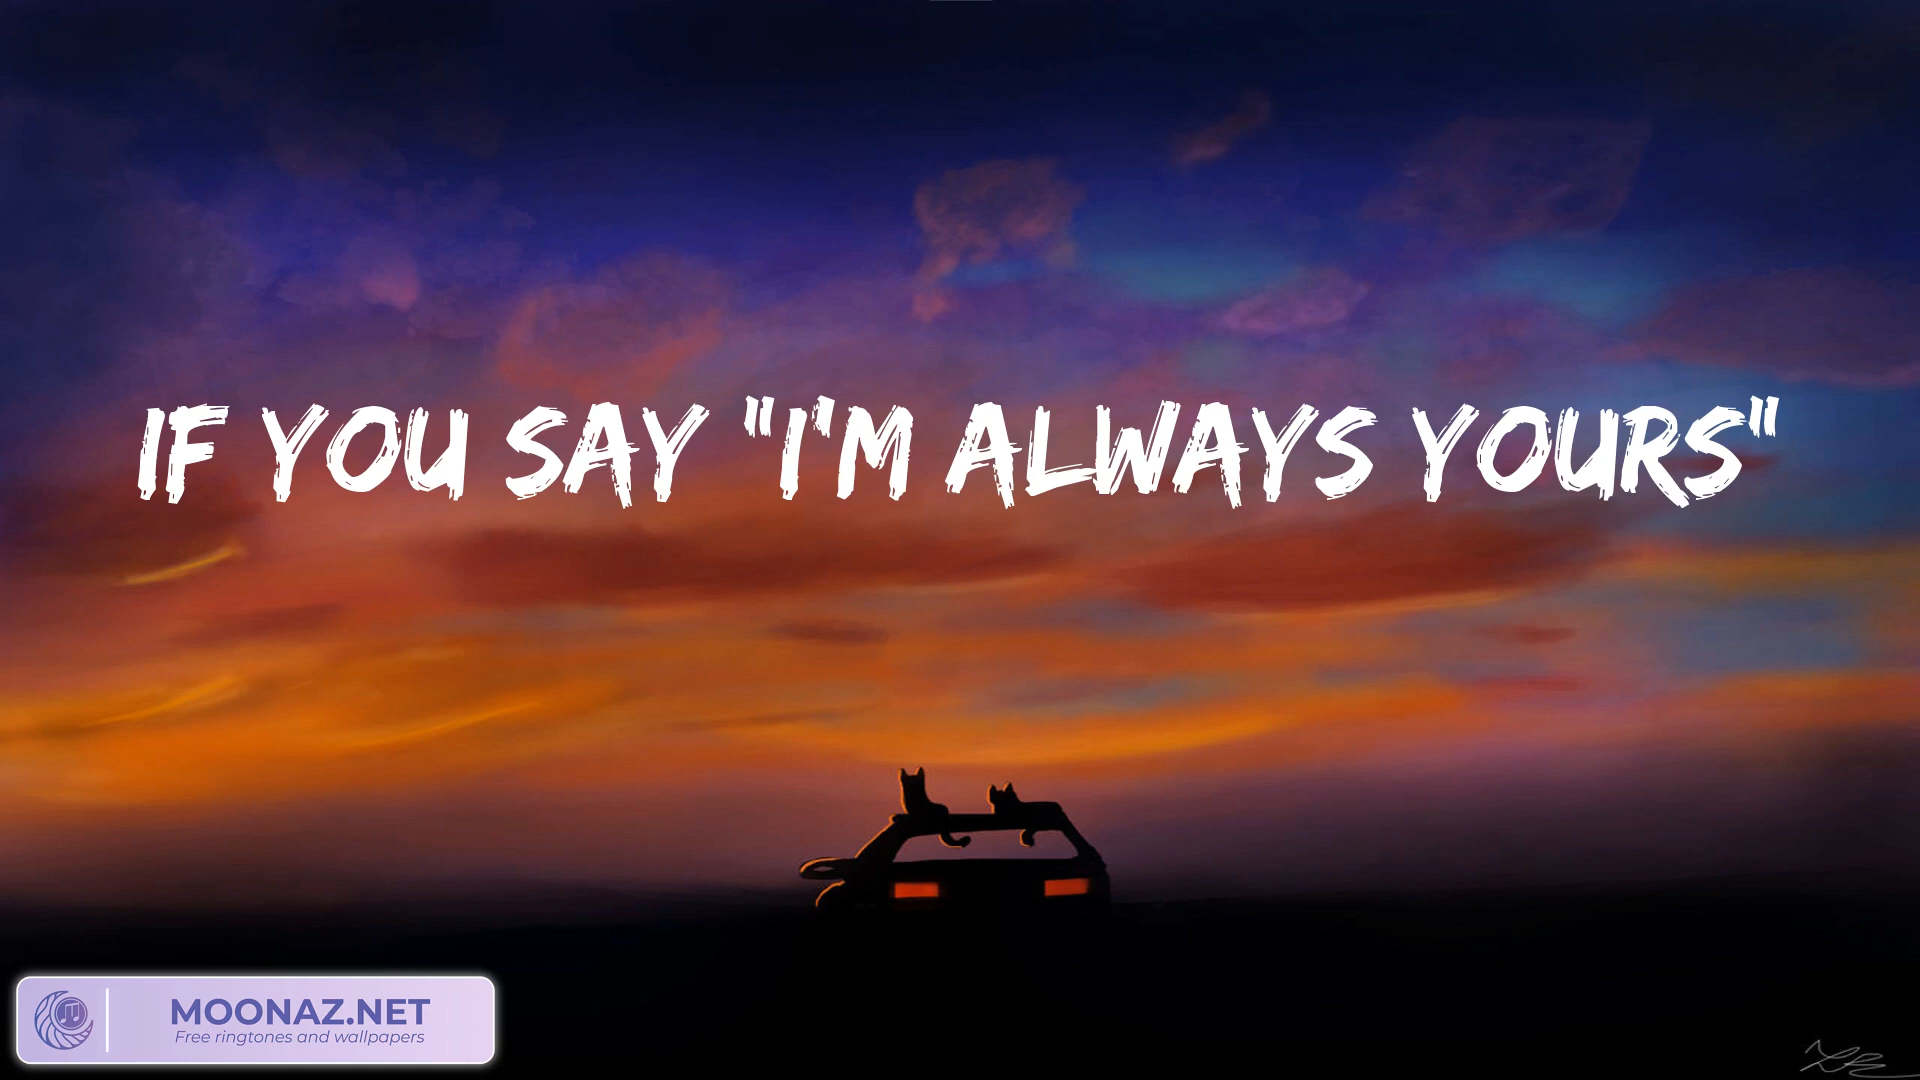 IF YOU SAY "I'M ALWAYS YOURS"
MOONAZ.NET
Free ringtones and wallpapers